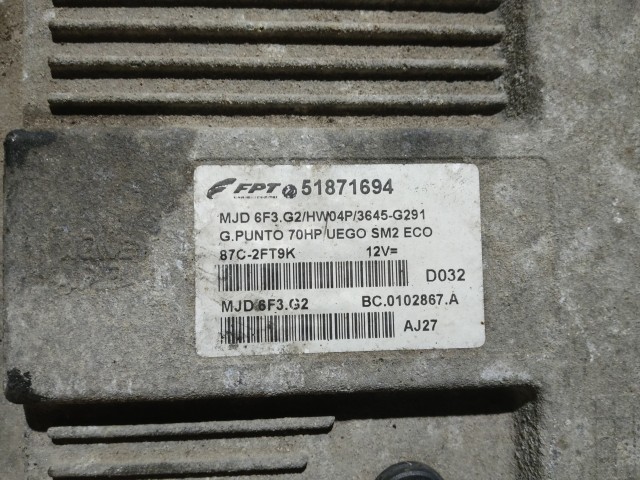 FPT 51871694
MJD 6F3.G2/HW04P/3645-G291
G.PUNTO 70HP/UEGO SM2 ECO
87C-2FT9K 12V=
D032
MJD 6F3.G2 BC.0102867.A
AJ27